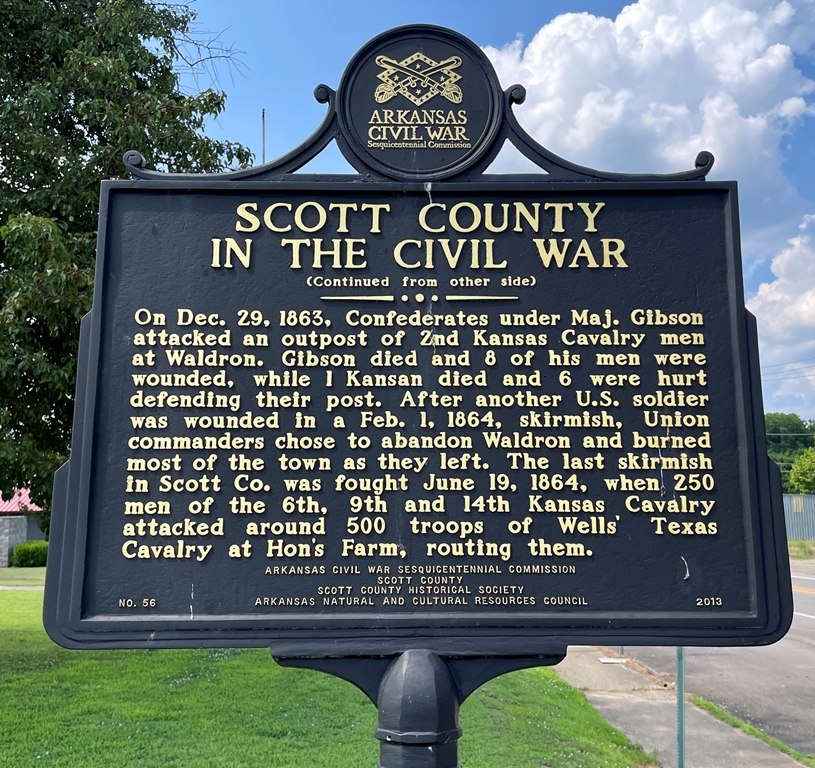 ARKANSAS
CIVIL WAR
Sesquicentennial Commission
SCOTT COUNTY
IN THE CIVIL WAR
(Continued from other side)
On Dec. 29, 1863, Confederates under Maj. Gibson
attacked an outpost of 2nd Kansas Cavalry men
at Waldron. Gibson died and 8 of his men were
wounded, while 1 Kansan died and 6 were hurt
defending their post. After another U.S. soldier
was wounded in a Feb. 1, 1864, skirmish, Union
commanders chose to abandon Waldron and burned
most of the town as they left. The last skirmish
in Scott Co. was fought June 19, 1864, when 250
men of the 6th, 9th and 14th Kansas Cavalry
attacked around 500 troops of Wells' Texas
Cavalry at Hon's Farm, routing them.
ARKANSAS CIVIL WAR SESQUICENTENNIAL COMMISSION
SCOTT COUNTY
SCOTT COUNTY HISTORICAL SOCIETY
NO. 56 ARKANSAS NATURAL AND CULTURAL RESOURCES COUNCIL 2013